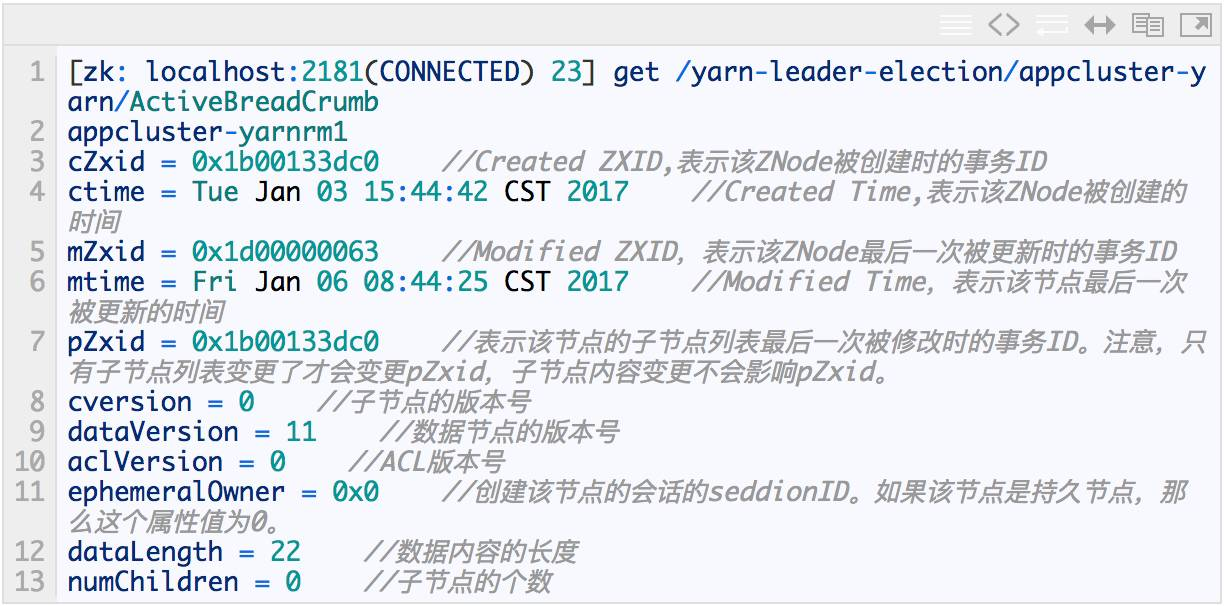 1 [zk: localhost:2181(CONNECTED) 23] get /yarn-leader-election/appcluster-y
arn/ActiveBreadCrumb
2 appcluster-yarnrm1
3 cZxid = 0x1b00133dc0    //Created ZXID,表示该ZNode被创建时的事务ID
4 ctime = Tue Jan 03 15:44:42 CST 2017    //Created Time,表示该ZNode被创建的
时间
5 mZxid = 0x1d00000063    //Modified ZXID，表示该ZNode最后一次被更新时的事务ID
6 mtime = Fri Jan 06 08:44:25 CST 2017    //Modified Time，表示该节点最后一次
被更新的时间
7 pZxid = 0x1b00133dc0    //表示该节点的子节点列表最后一次被修改时的事务ID。注意，只
有子节点列表变更了才会变更pZxid，子节点内容变更不会影响pZxid。
8 cversion = 0    //子节点的版本号
9 dataVersion = 11    //数据节点的版本号
10 aclVersion = 0    //ACL版本号
11 ephemeralOwner = 0x0    //创建该节点的会话的seddionID。如果该节点是持久节点，那
么这个属性值为0。
12 dataLength = 22    //数据内容的长度
13 numChildren = 0    //子节点的个数